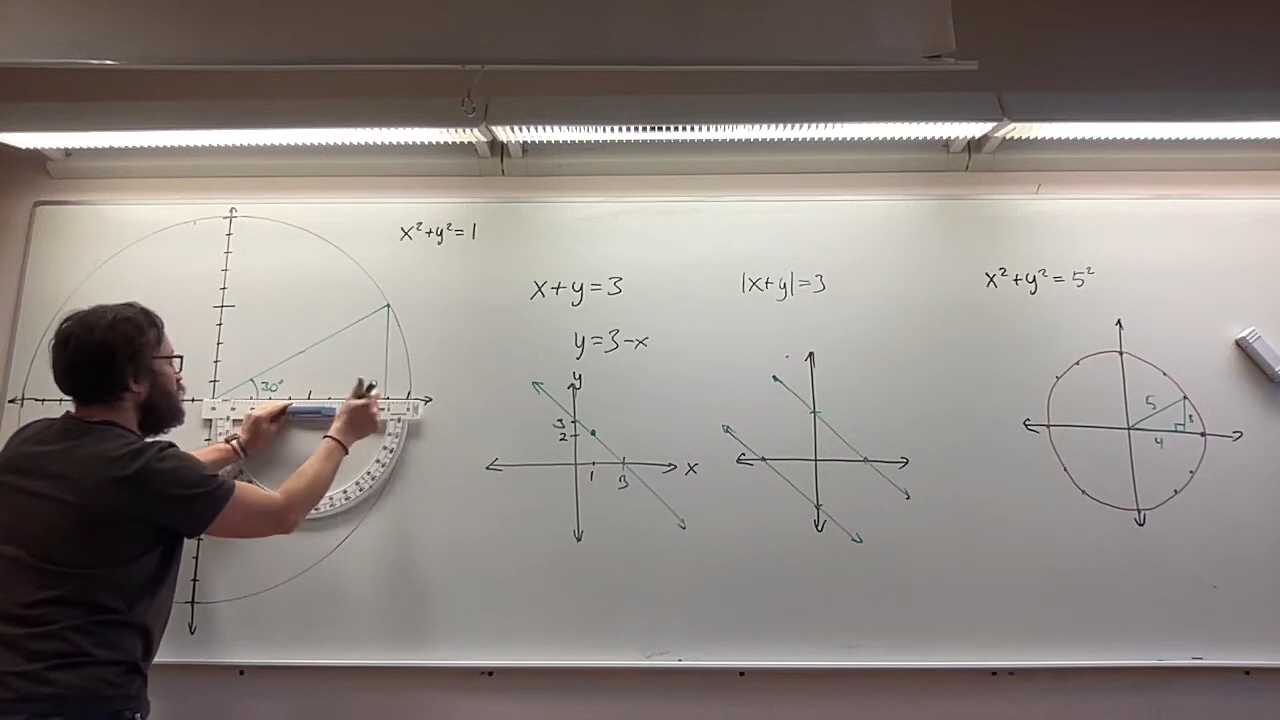 x²+y²=1
30°
x+y=3
y=3-x
y
3
2
1
3
x
|x+y|=3
x²+y²=5²
5
3
4